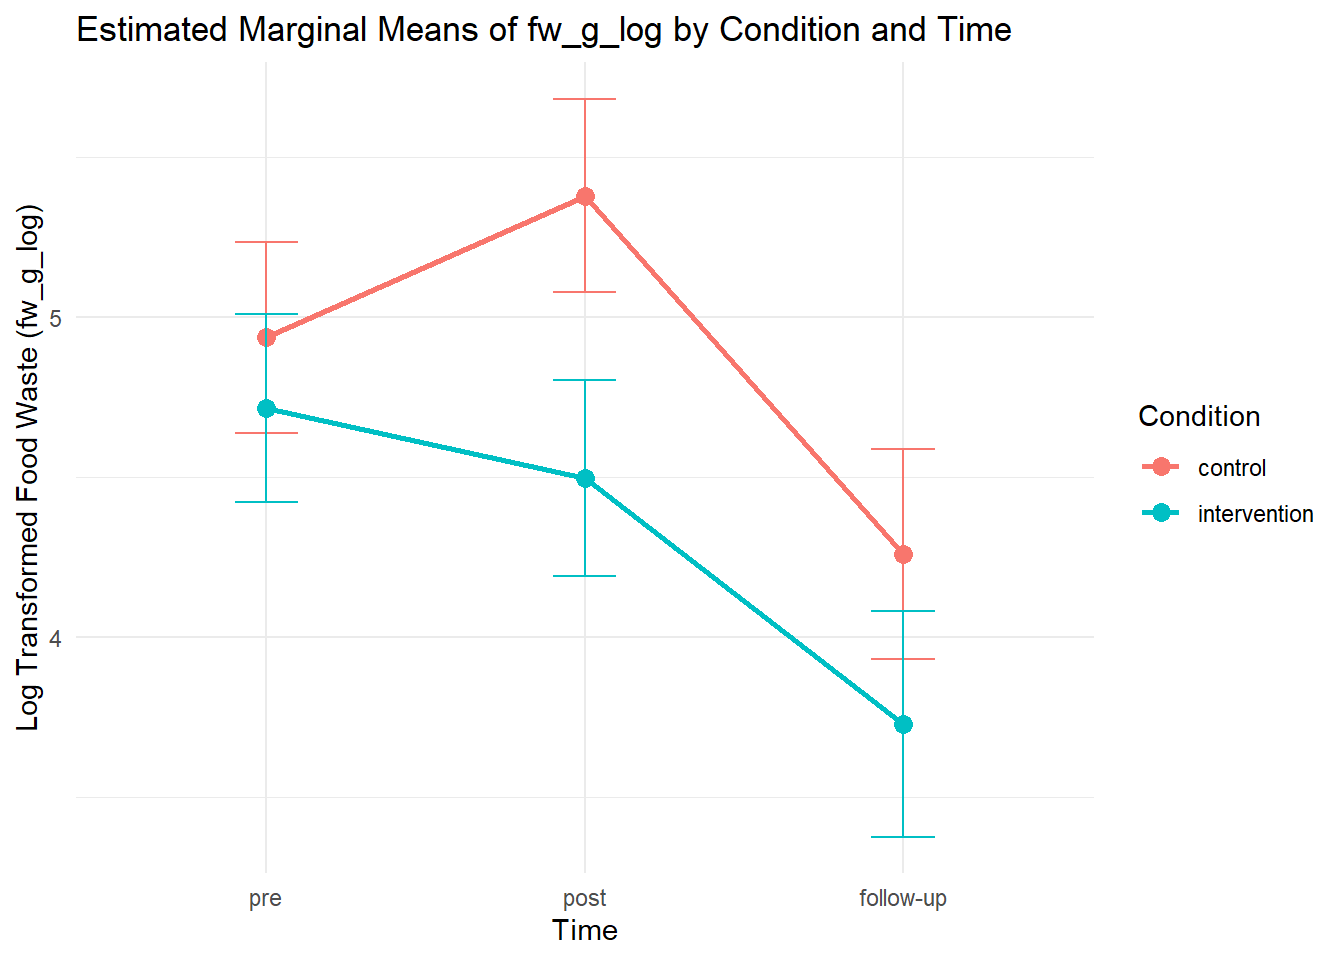 Estimated Marginal Means of fw_g_log by Condition and Time
Log Transformed Food Waste (fw_g_log)
5
4
pre
post
follow-up
Time
Condition
control
intervention